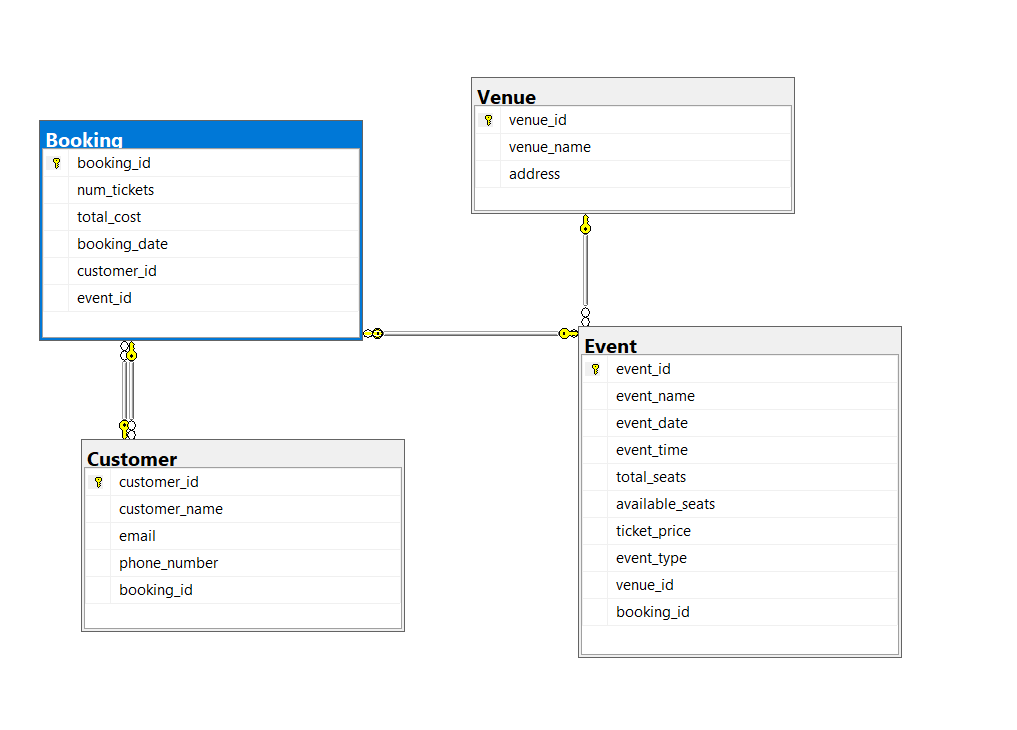 Booking
booking_id
num_tickets
total_cost
booking_date
customer_id
event_id
Venue
venue_id
venue_name
address
Customer
customer_id
customer_name
email
phone_number
booking_id
Event
event_id
event_name
event_date
event_time
total_seats
available_seats
ticket_price
event_type
venue_id
booking_id